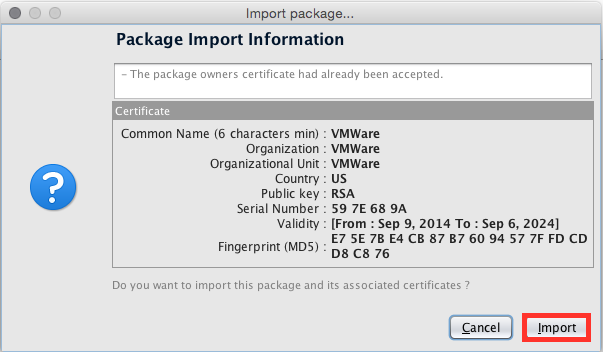 Import package...
Package Import Information
- The package owners certificate had already been accepted.
Certificate
Common Name (6 characters min) : VMWare
Organization : VMWare
Organizational Unit : VMWare
Country : US
Public key : RSA
Serial Number : 59 7E 68 9A
Validity : [From : Sep 9, 2014 To : Sep 6, 2024]
Fingerprint (MD5) : E7 5E 7B E4 CB 87 B7 60 94 57 7F FD CD
D8 C8 76
Do you want to import this package and its associated certificates ?
Cancel
Import